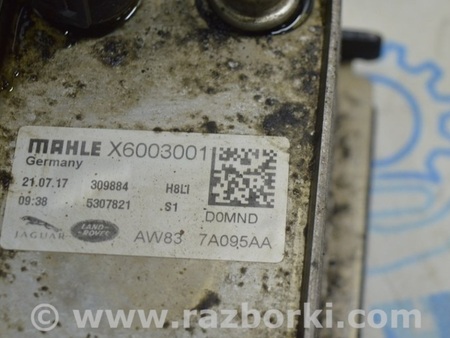 MAHLE X6003001
Germany
21.07.17 309884 H8LI
09:38 5307821 S1 D0MND
JAGUAR LAND-ROVER AW83 7A095AA
© www.razborki.com